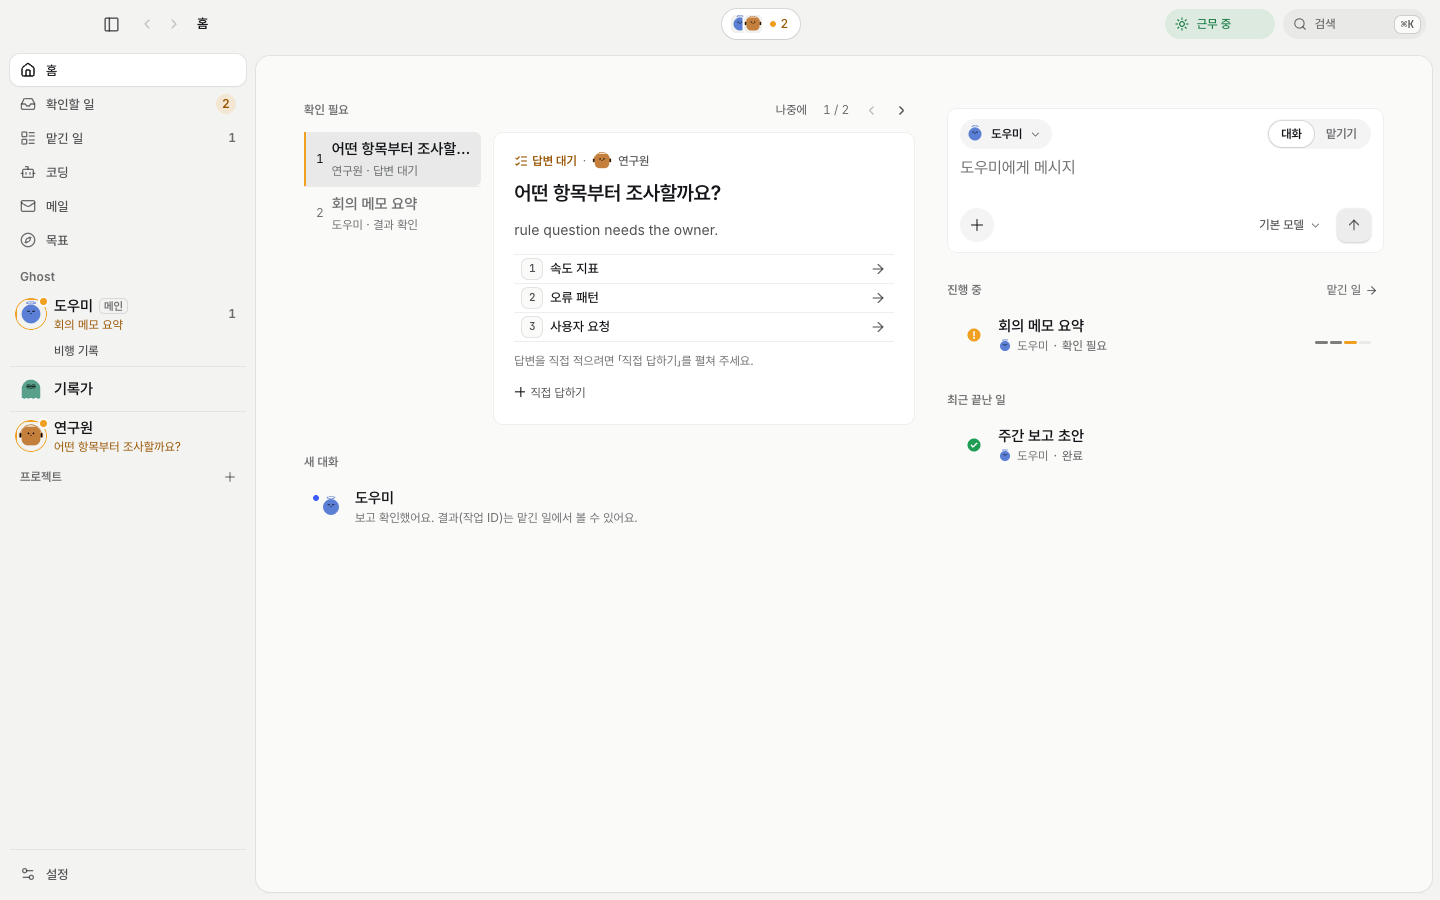 홈
2
근무 중
검색
⌘K
홈
확인할 일
2
맡긴 일
1
코딩
메일
목표
Ghost
도우미 메인
회의 메모 요약
1
비행 기록
기록가
연구원
어떤 항목부터 조사할까요?
프로젝트
설정
확인 필요
나중에 1 / 2
1 어떤 항목부터 조사할...
연구원 · 답변 대기
2 회의 메모 요약
도우미 · 결과 확인
답변 대기 · 연구원
어떤 항목부터 조사할까요?
rule question needs the owner.
1 속도 지표
2 오류 패턴
3 사용자 요청
답변을 직접 적으려면 「직접 답하기」를 펼쳐 주세요.
직접 답하기
새 대화
도우미
보고 확인했어요. 결과(작업 ID)는 맡긴 일에서 볼 수 있어요.
도우미
대화 맡기기
도우미에게 메시지
기본 모델
진행 중
맡긴 일
회의 메모 요약
도우미 · 확인 필요
최근 끝난 일
주간 보고 초안
도우미 · 완료